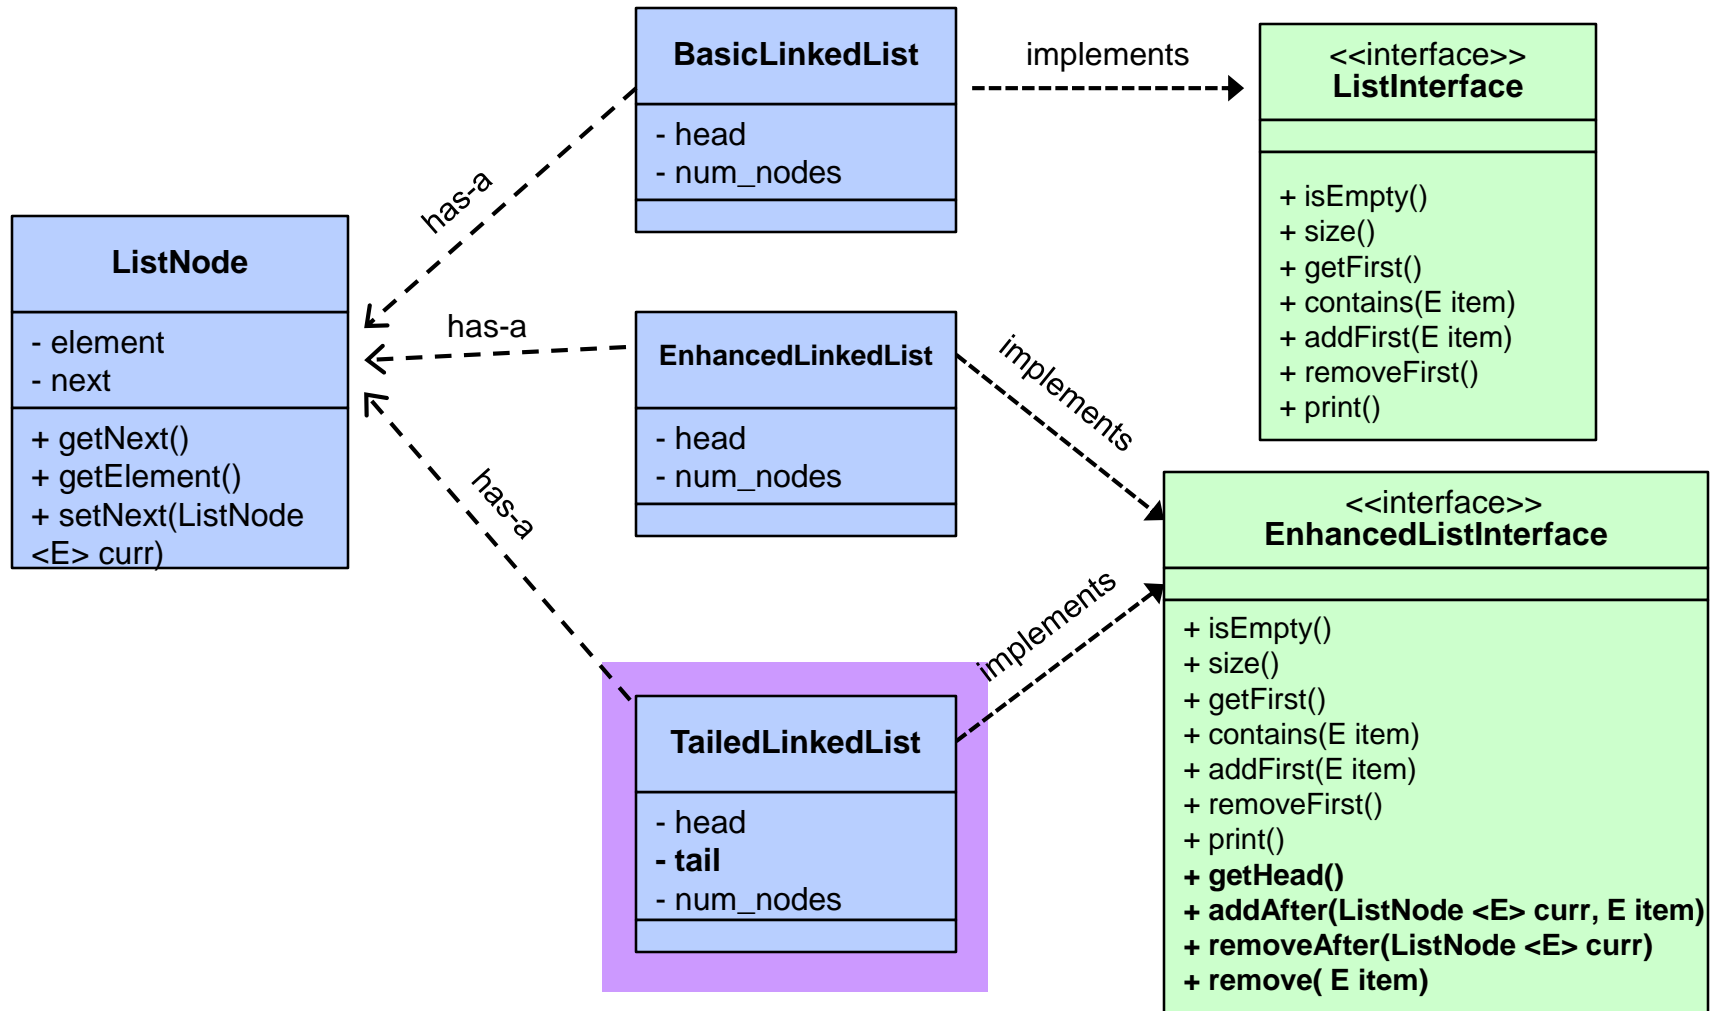 BasicLinkedList
- head
- num_nodes
implements
<<interface>>
ListInterface
+ isEmpty()
+ size()
+ getFirst()
+ contains(E item)
+ addFirst(E item)
+ removeFirst()
+ print()
has-a
ListNode
- element
- next
+ getNext()
+ getElement()
+ setNext(ListNode
<E> curr)
has-a
EnhancedLinkedList
- head
- num_nodes
implements
has-a
<<interface>>
EnhancedListInterface
+ isEmpty()
+ size()
+ getFirst()
+ contains(E item)
+ addFirst(E item)
+ removeFirst()
+ print()
+ getHead()
+ addAfter(ListNode <E> curr, E item)
+ removeAfter(ListNode <E> curr)
+ remove( E item)
implements
TailedLinkedList
- head
- tail
- num_nodes